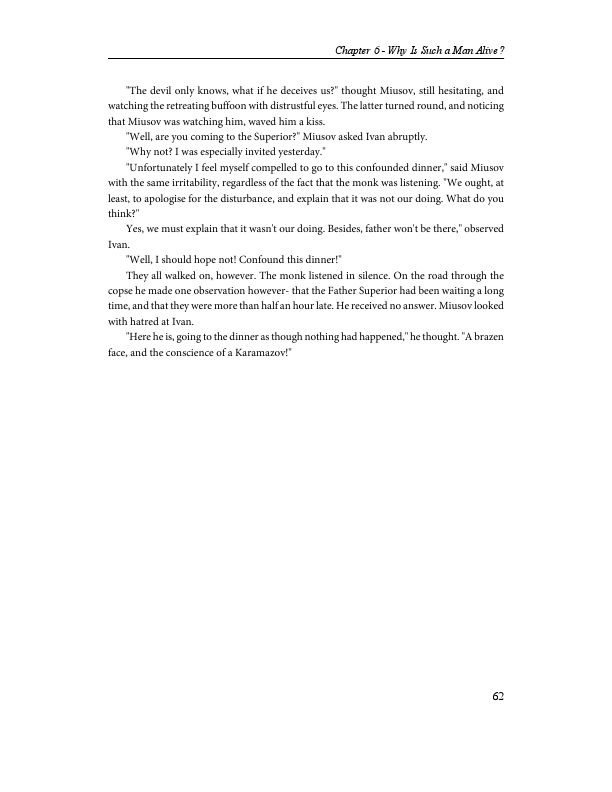 Chapter 6 - Why Is Such a Man Alive ?
"The devil only knows, what if he deceives us?" thought Miusov, still hesitating, and
watching the retreating buffoon with distrustful eyes. The latter turned round, and noticing
that Miusov was watching him, waved him a kiss.
"Well, are you coming to the Superior?" Miusov asked Ivan abruptly.
"Why not? I was especially invited yesterday."
"Unfortunately I feel myself compelled to go to this confounded dinner," said Miusov
with the same irritability, regardless of the fact that the monk was listening. "We ought, at
least, to apologise for the disturbance, and explain that it was not our doing. What do you
think?"
Yes, we must explain that it wasn't our doing. Besides, father won't be there," observed
Ivan.
"Well, I should hope not! Confound this dinner!"
They all walked on, however. The monk listened in silence. On the road through the
copse he made one observation however- that the Father Superior had been waiting a long
time, and that they were more than half an hour late. He received no answer. Miusov looked
with hatred at Ivan.
"Here he is, going to the dinner as though nothing had happened," he thought. "A brazen
face, and the conscience of a Karamazov!"
62